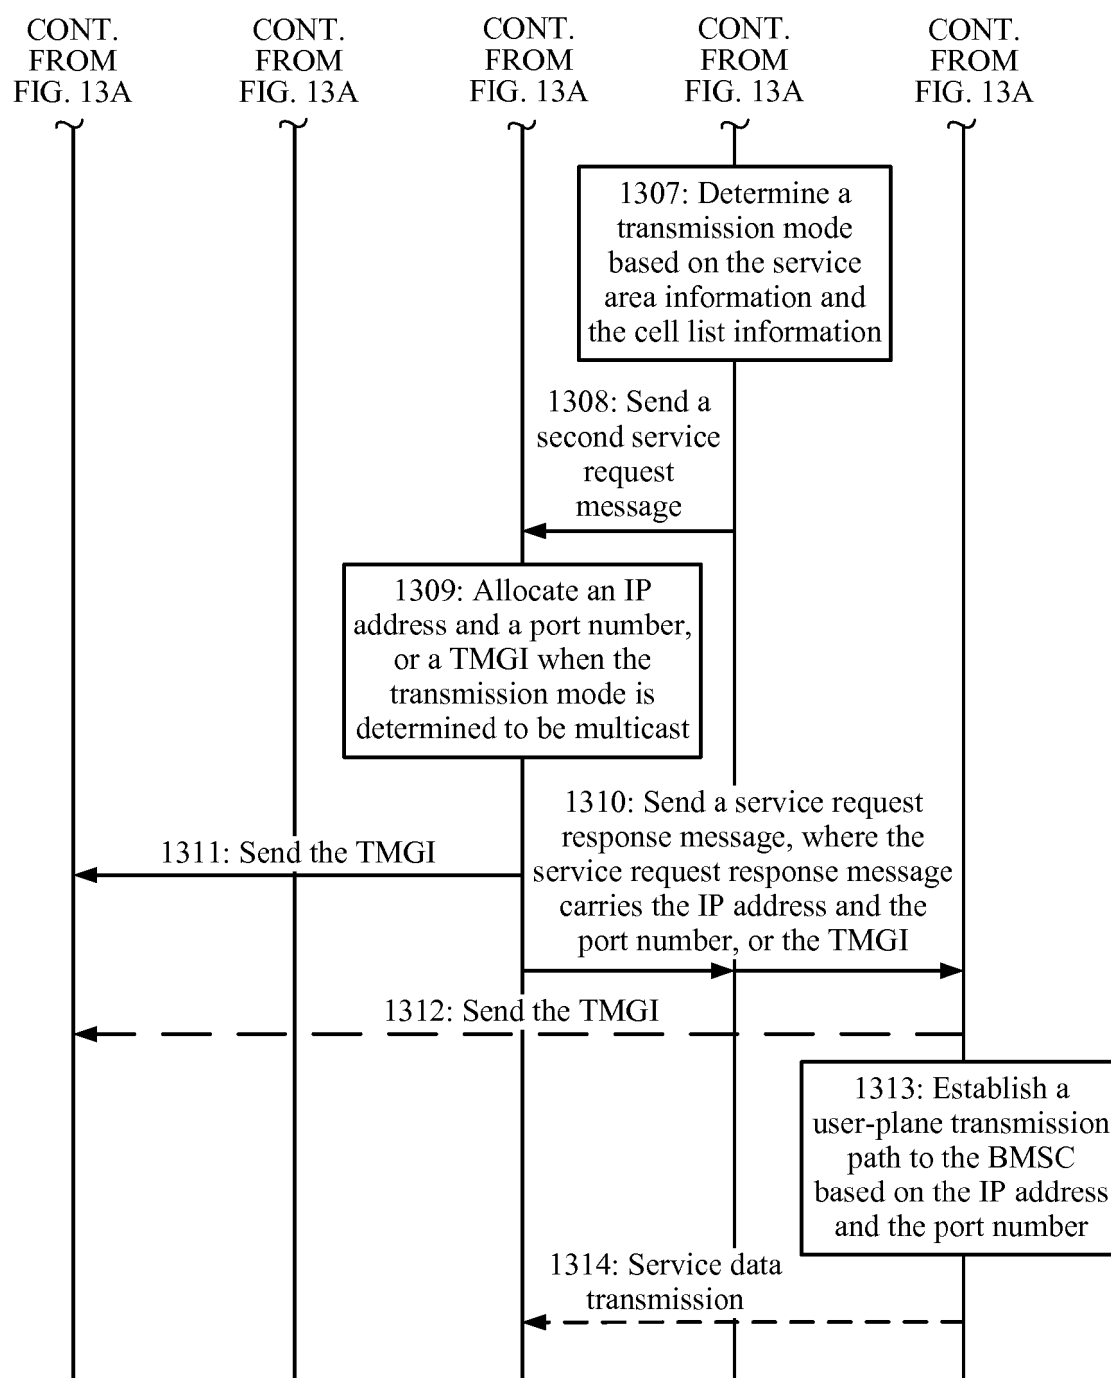 CONT.
FROM
FIG. 13A
CONT.
FROM
FIG. 13A
CONT.
FROM
FIG. 13A
CONT.
FROM
FIG. 13A
CONT.
FROM
FIG. 13A
1307: Determine a
transmission mode
based on the service
area information and
the cell list information
1308: Send a
second service
request
message
1309: Allocate an IP
address and a port number,
or a TMGI when the
transmission mode is
determined to be multicast
1310: Send a service request
response message, where the
service request response message
carries the IP address and the
port number, or the TMGI
1311: Send the TMGI
1312: Send the TMGI
1313: Establish a
user-plane transmission
path to the BMSC
based on the IP address
and the port number
1314: Service data
transmission